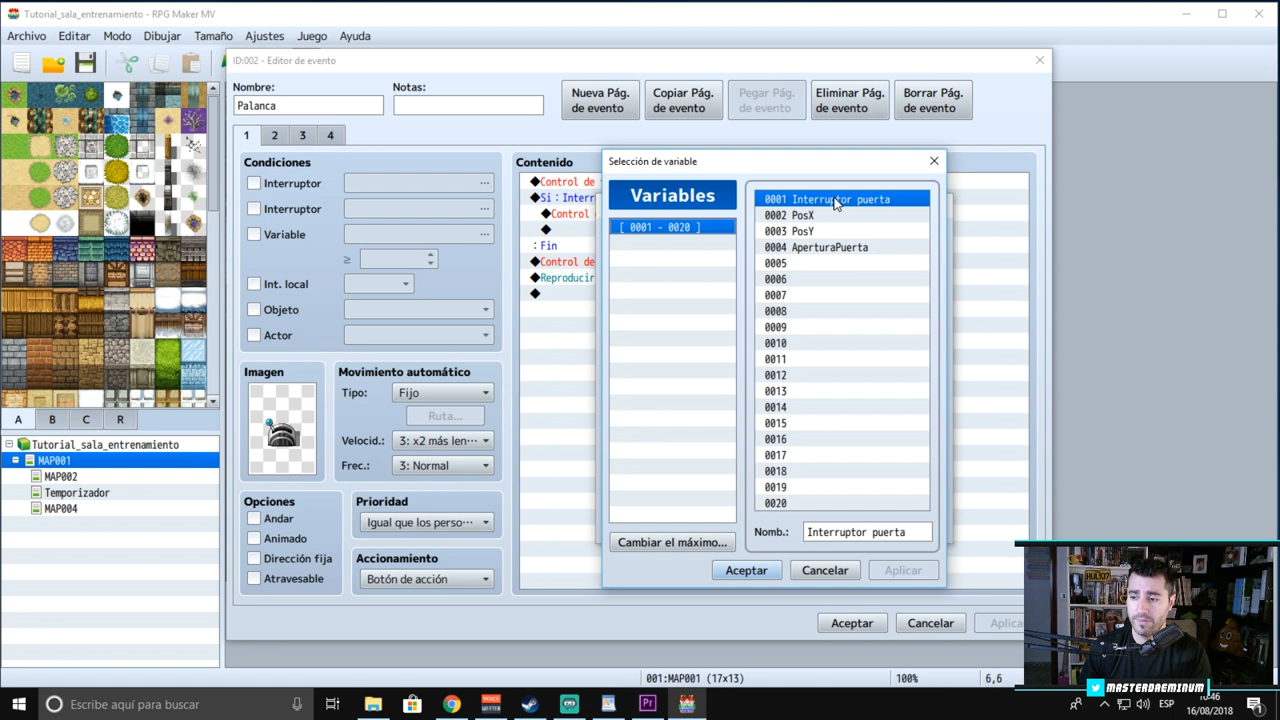 Tutorial_sala_entrenamiento - RPG Maker MV
Archivo Editar Modo Dibujar Tamaño Ajustes Juego Ayuda
ID:002 - Editor de evento
Nombre:
Palanca
Notas:
Nueva Pág.
de evento
Copiar Pág.
de evento
Pegar Pág.
de evento
Eliminar Pág.
de evento
Borrar Pág.
de evento
1 2 3 4
Condiciones
Interruptor
Interruptor
Variable
≥
Int. local
Objeto
Actor
Imagen
Movimiento automático
Tipo: Fijo
Ruta...
Velocid.: 3: x2 más len···
Frec.: 3: Normal
Opciones
Andar
Animado
Dirección fija
Atravesable
Prioridad
Igual que los perso···
Accionamiento
Botón de acción
Contenido
◆Control de
◆Si：Interr
◆Control
◆
：Fin
◆Control de
◆Reproducir
◆
Selección de variable
Variables
[ 0001 - 0020 ]
Cambiar el máximo...
0001 Interruptor puerta
0002 PosX
0003 PosY
0004 AperturaPuerta
0005
0006
0007
0008
0009
0010
0011
0012
0013
0014
0015
0016
0017
0018
0019
0020
Nomb.: Interruptor puerta
Aceptar Cancelar Aplicar
Aceptar Cancelar Aplica
A B C R
Tutorial_sala_entrenamiento
MAP001
MAP002
Temporizador
MAP004
001:MAP001 (17x13) 100% 6,6
MASTERDAEMINUM
Escribe aquí para buscar
Pr
ESP
16:46
16/08/2018